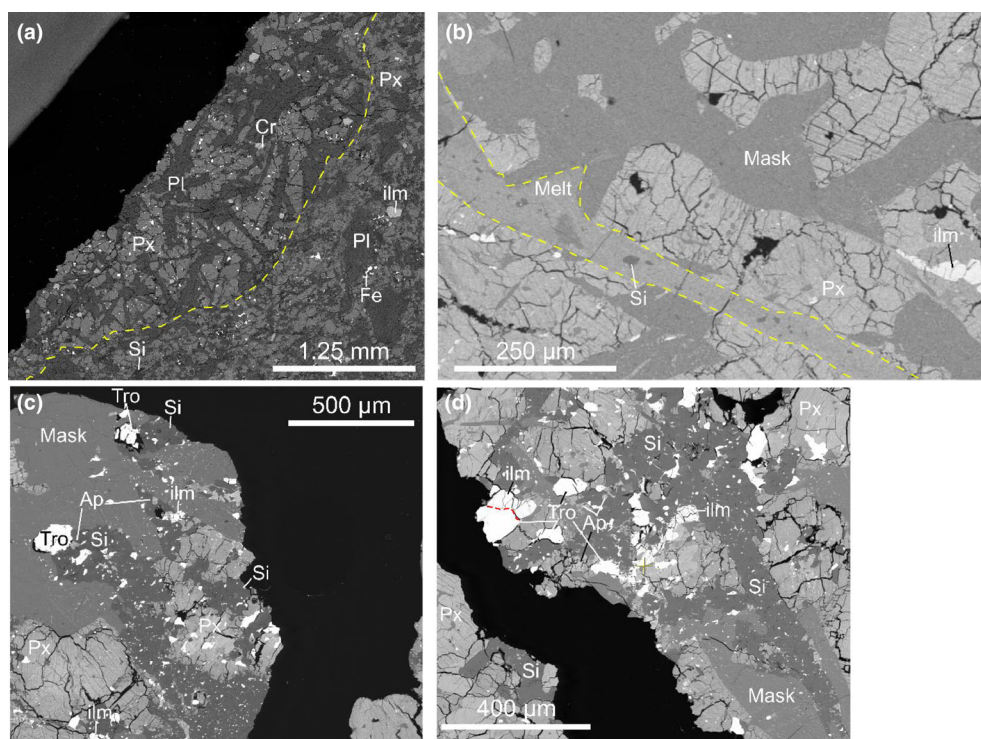 (a)
Px
Cr
Pl
ilm
Pl
Px
Fe
Si
1.25 mm
(b)
Mask
Melt
ilm
Si
Px
250 µm
(c)
Tro
Si
500 µm
Mask
Ap
ilm
Tro
Si
Si
Px
Px
ilm
(d)
Px
Si
ilm
Tro
ilm
Ap
Si
Px
Si
Mask
400 µm